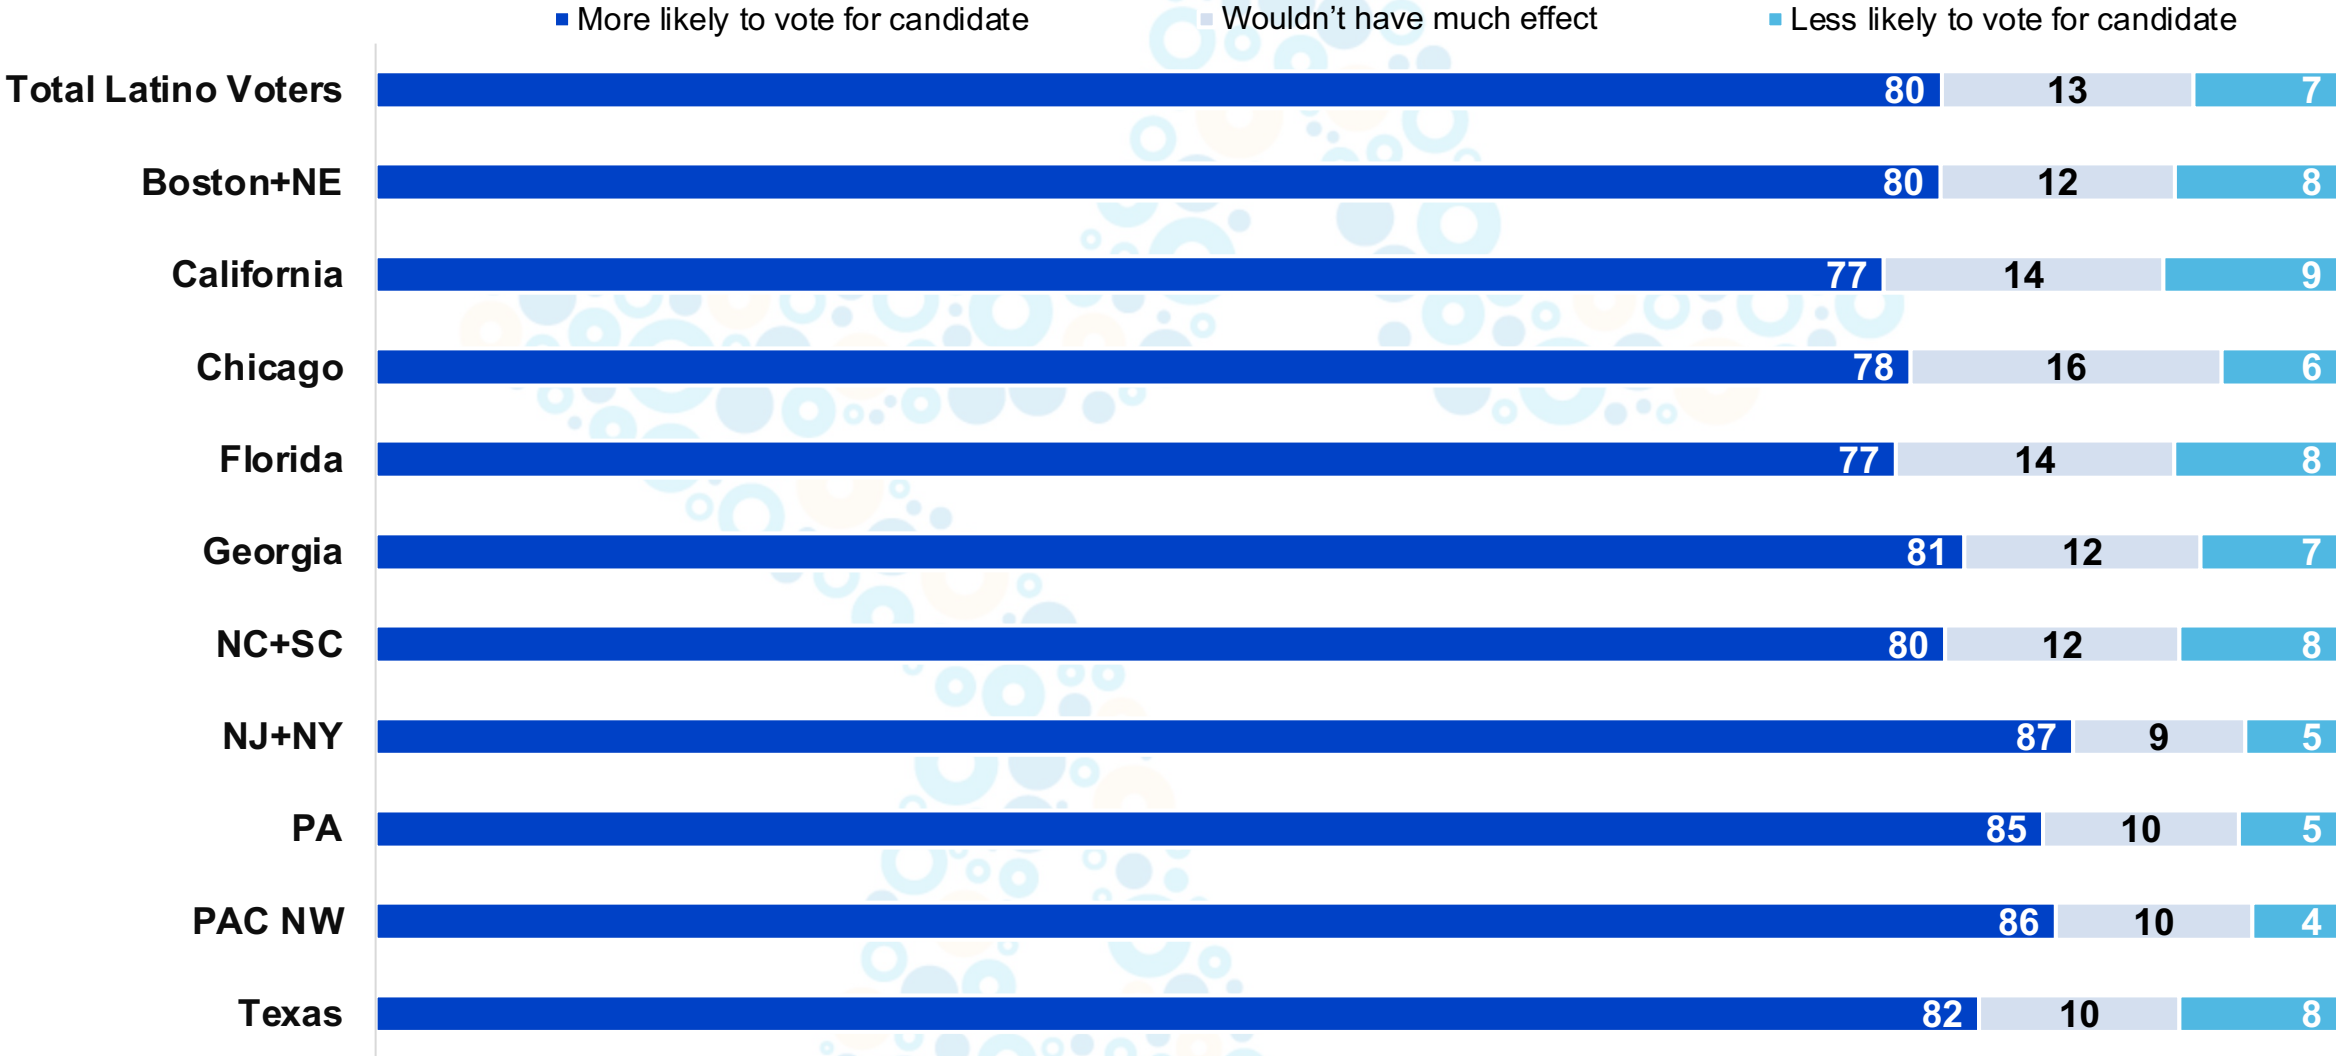 More likely to vote for candidate Wouldn't have much effect Less likely to vote for candidate
Total Latino Voters 80 13 7
Boston+NE 80 12 8
California 77 14 9
Chicago 78 16 6
Florida 77 14 8
Georgia 81 12 7
NC+SC 80 12 8
NJ+NY 87 9 5
PA 85 10 5
PAC NW 86 10 4
Texas 82 10 8